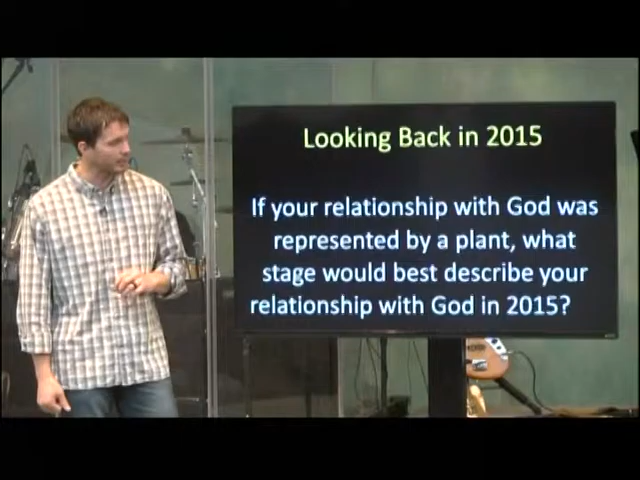 Looking Back in 2015
If your relationship with God was
represented by a plant, what
stage would best describe your
relationship with God in 2015?